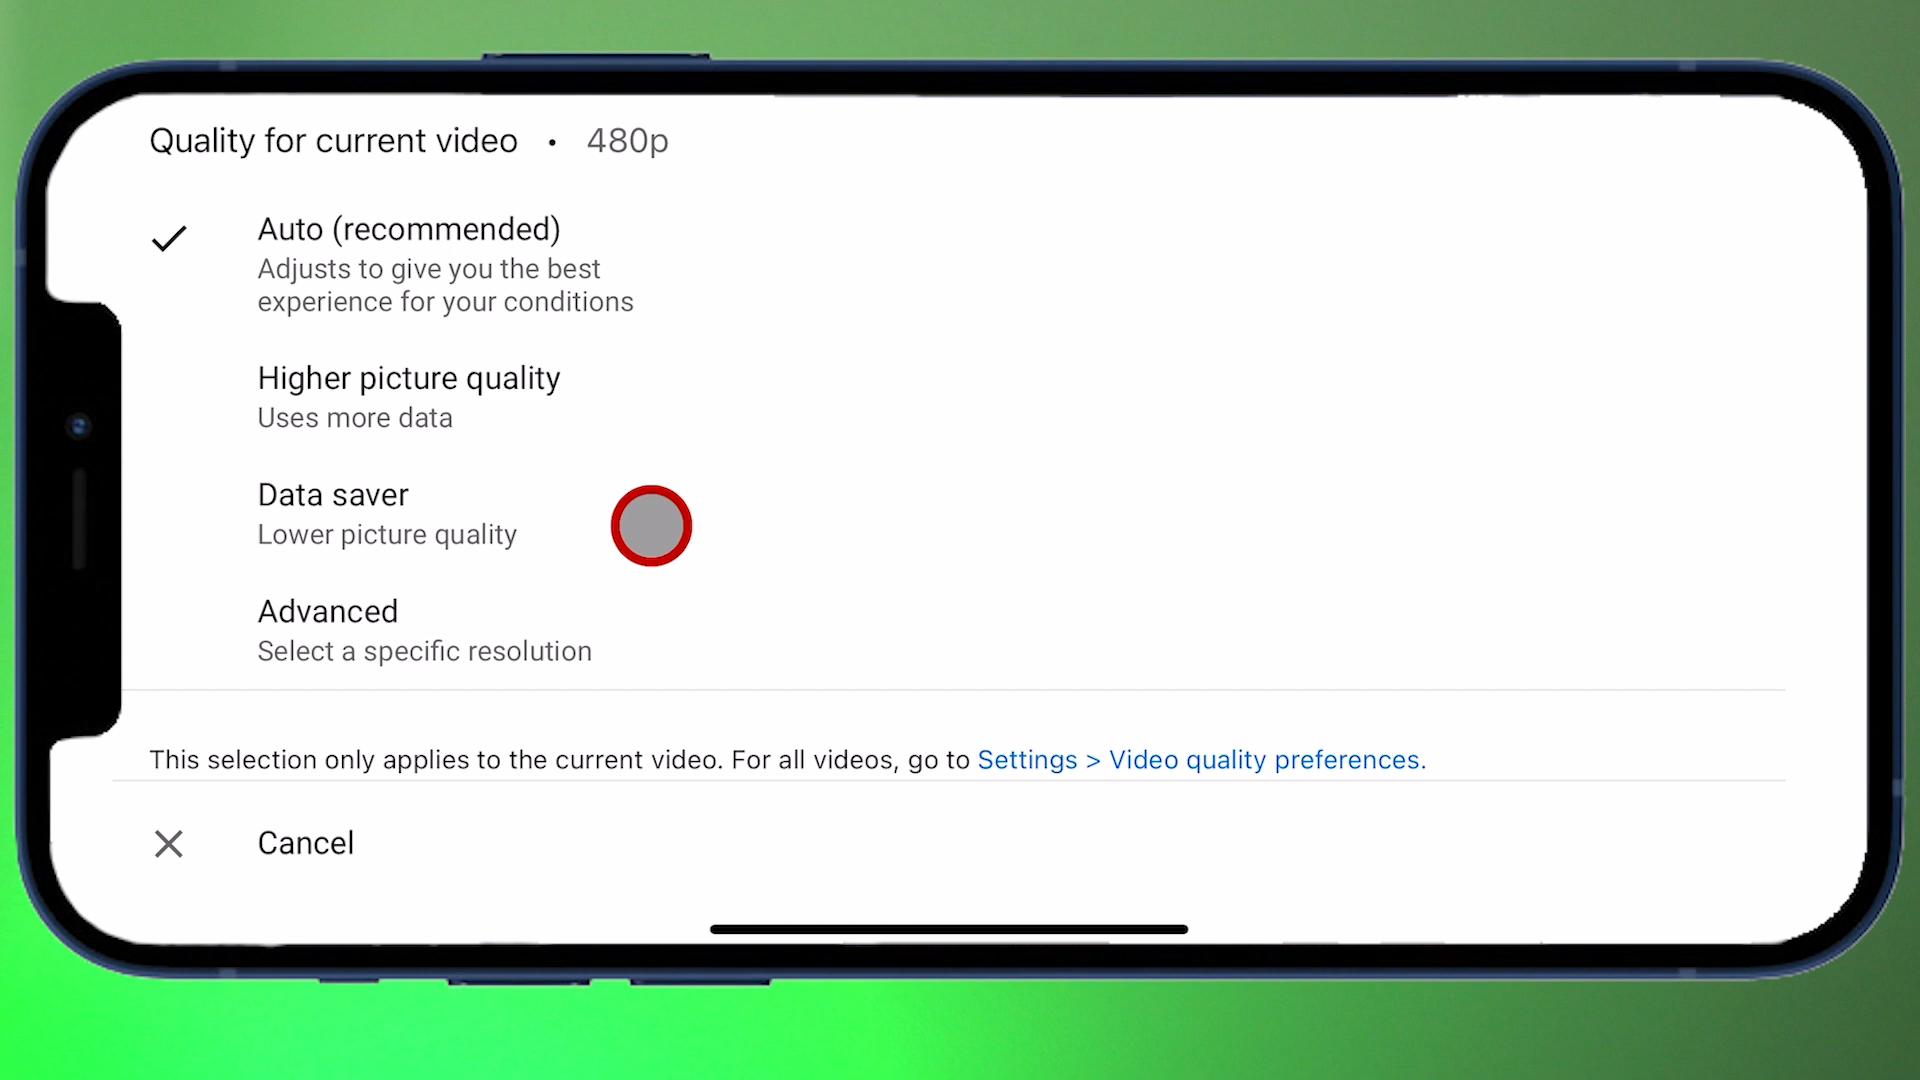 Quality for current video • 480p
Auto (recommended)
Adjusts to give you the best
experience for your conditions
Higher picture quality
Uses more data
Data saver
Lower picture quality
Advanced
Select a specific resolution
This selection only applies to the current video. For all videos, go to Settings > Video quality preferences.
Cancel